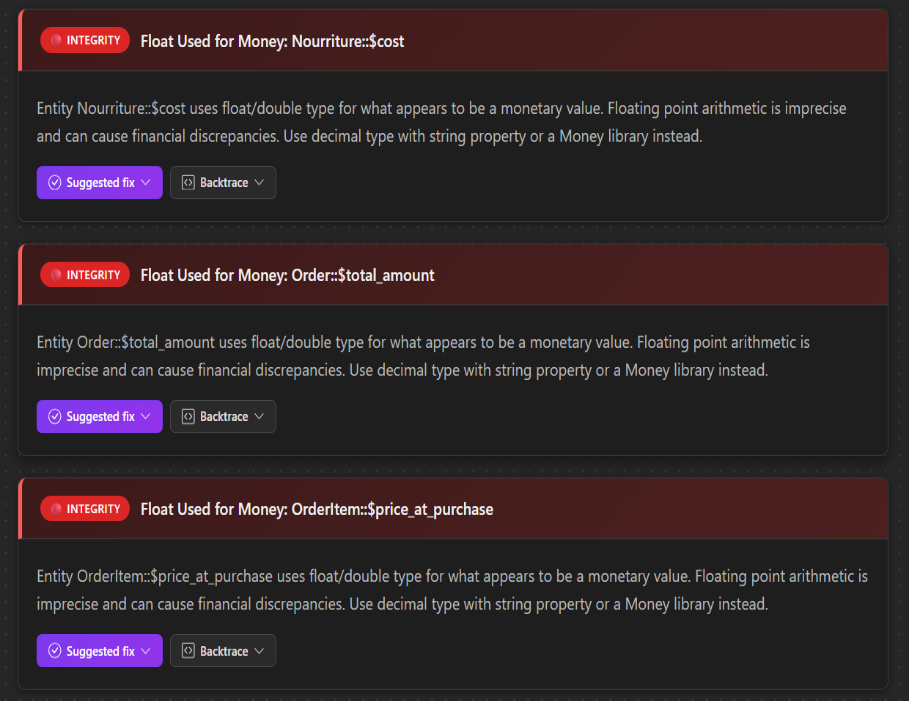 INTEGRITY Float Used for Money: Nourriture::$cost
Entity Nourriture::$cost uses float/double type for what appears to be a monetary value. Floating point arithmetic is imprecise
and can cause financial discrepancies. Use decimal type with string property or a Money library instead.
Suggested fix Backtrace
INTEGRITY Float Used for Money: Order::$total_amount
Entity Order::$total_amount uses float/double type for what appears to be a monetary value. Floating point arithmetic is
imprecise and can cause financial discrepancies. Use decimal type with string property or a Money library instead.
Suggested fix Backtrace
INTEGRITY Float Used for Money: OrderItem::$price_at_purchase
Entity OrderItem::$price_at_purchase uses float/double type for what appears to be a monetary value. Floating point arithmetic is
imprecise and can cause financial discrepancies. Use decimal type with string property or a Money library instead.
Suggested fix Backtrace